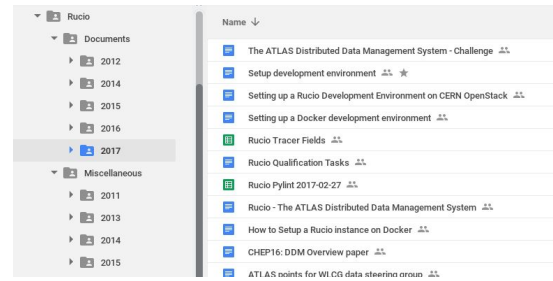 Rucio
Documents
2012
2014
2015
2016
2017
Miscellaneous
2011
2013
2014
2015
Name
The ATLAS Distributed Data Management System - Challenge
Setup development environment
Setting up a Rucio Development Environment on CERN OpenStack
Setting up a Docker development environment
Rucio Tracer Fields
Rucio Qualification Tasks
Rucio Pylint 2017-02-27
Rucio - The ATLAS Distributed Data Management System
How to Setup a Rucio instance on Docker
CHEP16: DDM Overview paper
ATLAS points for WLCG data steering group